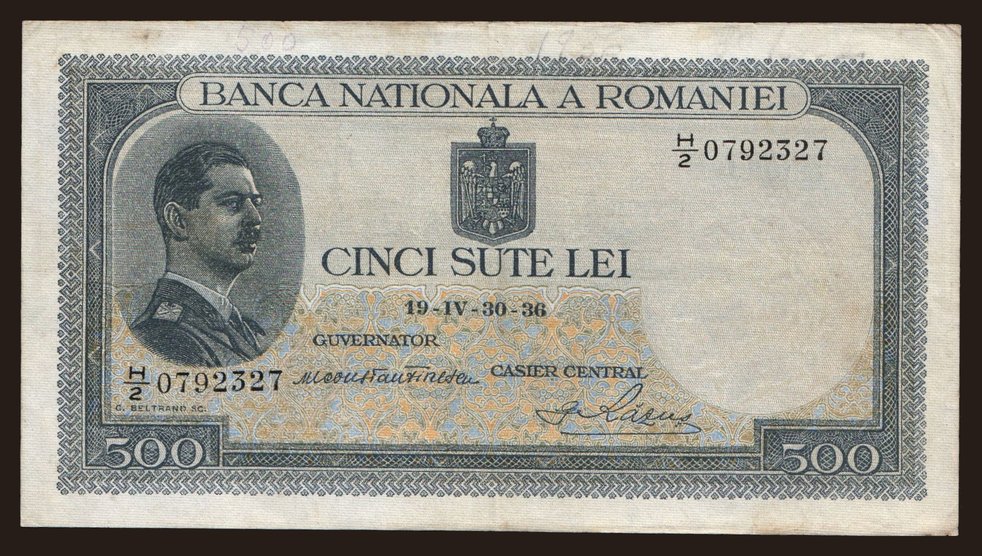 500
BANCA NATIONALA A ROMANIEI
H/2 0792327
CINCI SUTE LEI
19-IV-30-36
GUVERNATOR
H/2 0792327
CASIER CENTRAL
C. BELTRAND SC.
500
500